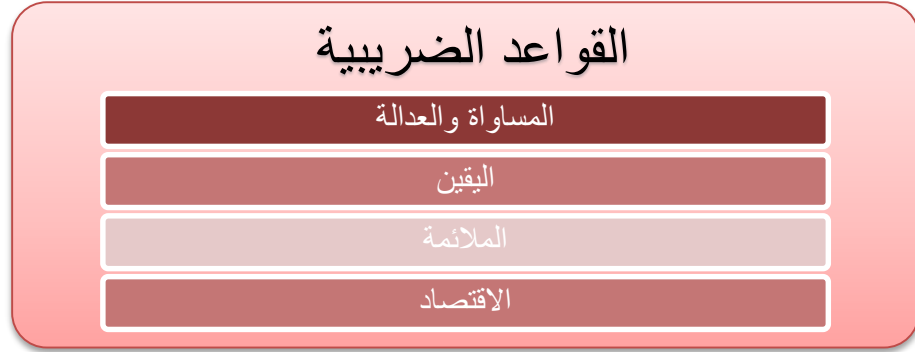 القواعد الضريبية
المساواة والعدالة
اليقين
الملائمة
الاقتصاد